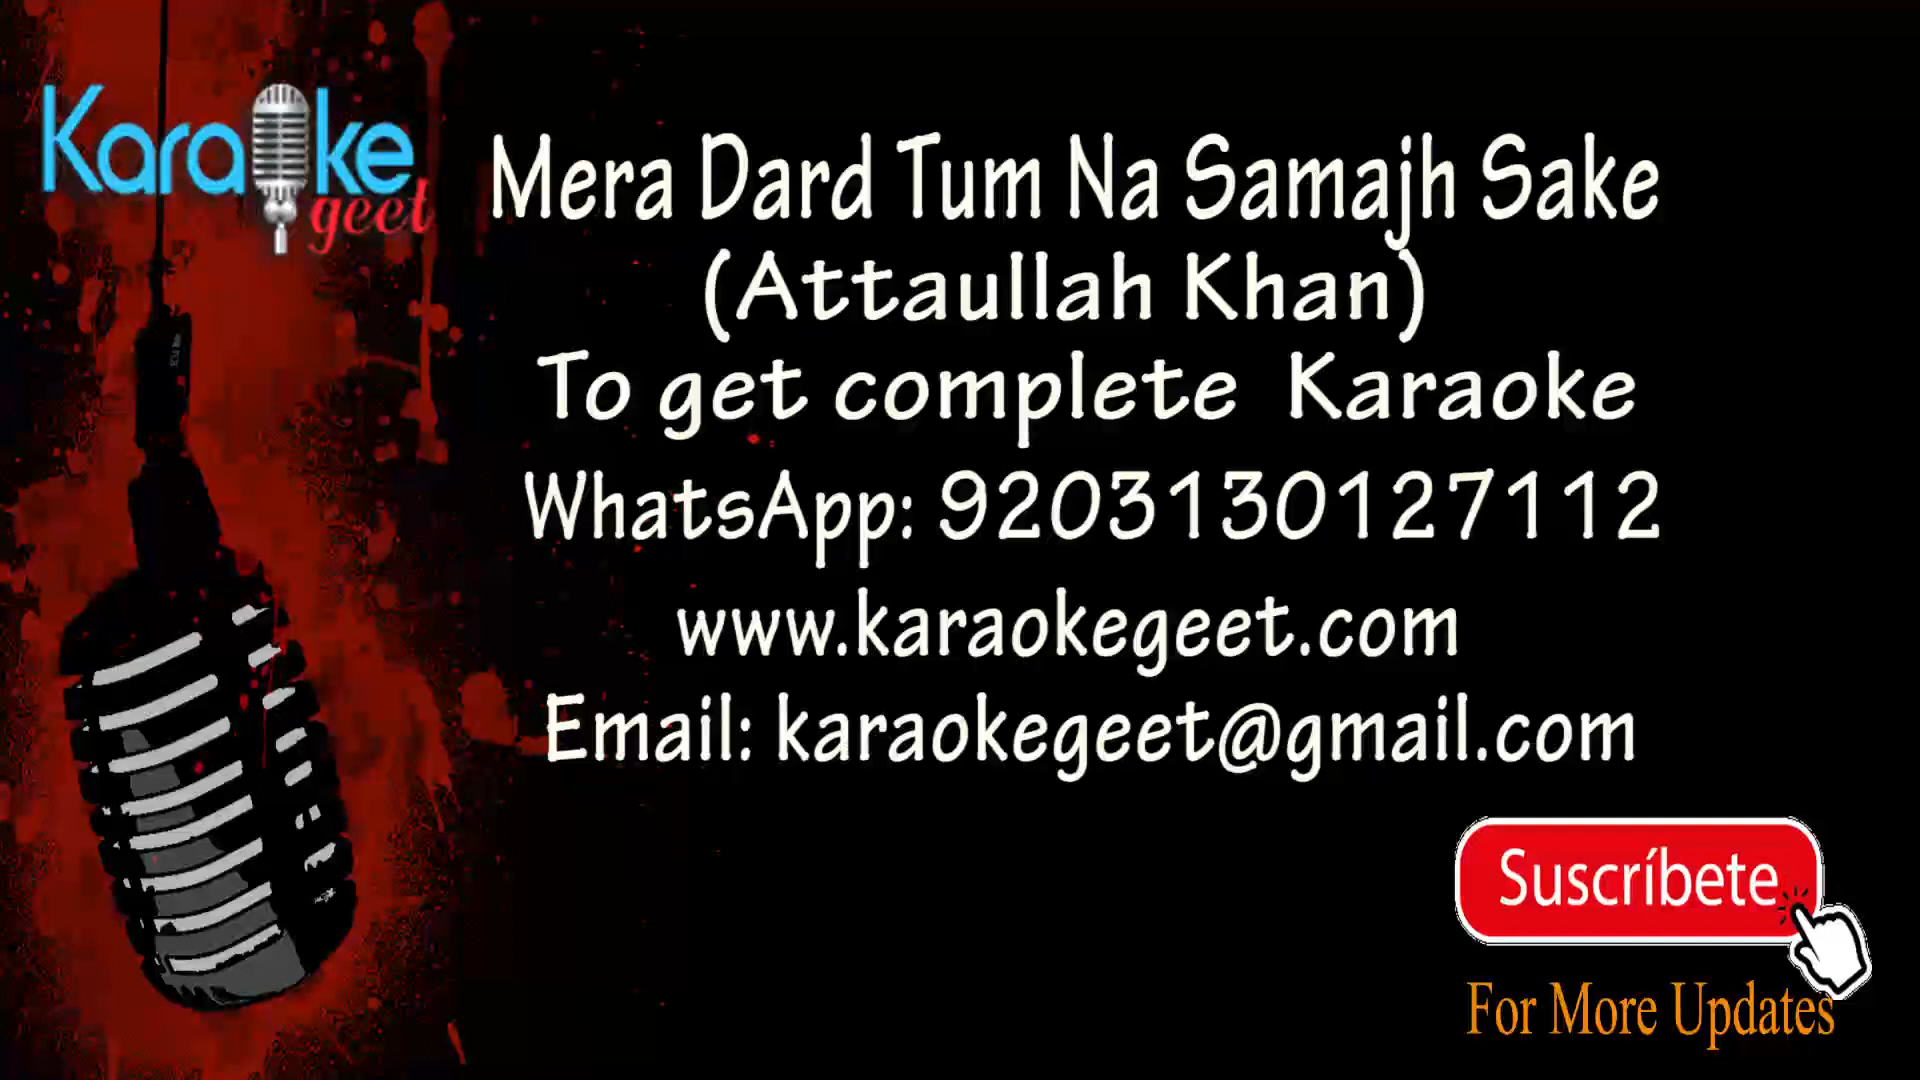 Karaoke
geet
Mera Dard Tum Na Samajh Sake
(Attaullah Khan)
To get complete Karaoke
WhatsApp: 9203130127112
www.karaokegeet.com
Email: karaokegeet@gmail.com
Suscríbete
For More Updates